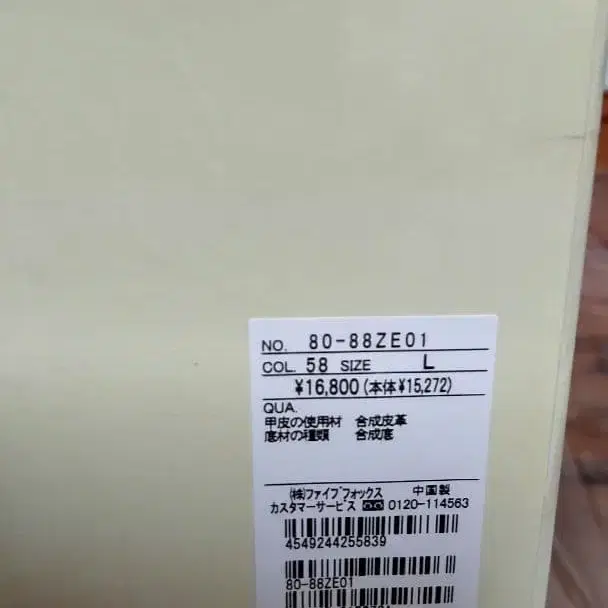 NO. 80-88ZE01
COL. 58 SIZE L
¥16,800(本体¥15,272)
QUA.
甲皮の使用材 合成皮革
底材の種類 合成底
(株)ファイブフォックス 中国製
カスタマーサービス 0120-114563
4549244255839
80-88ZE01